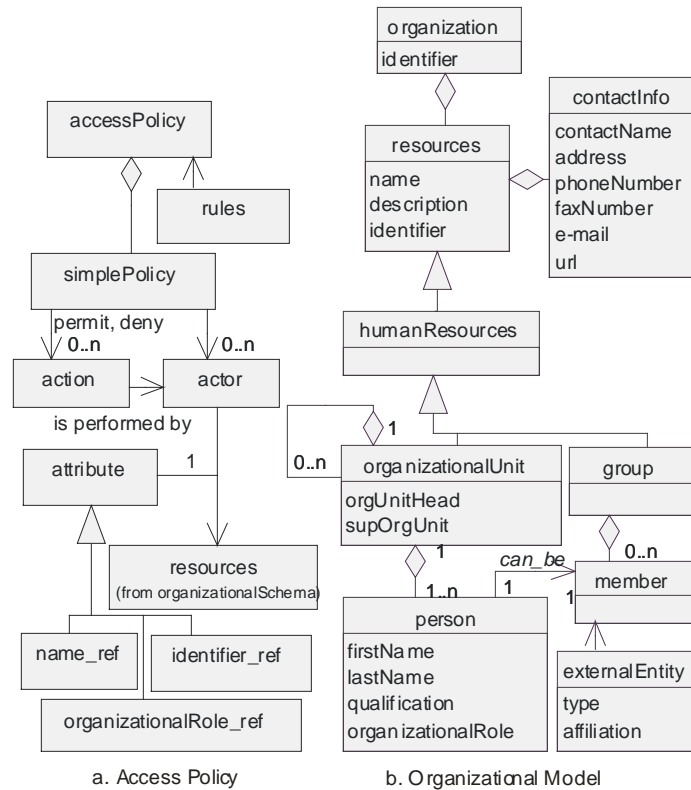 accessPolicy
rules
simplePolicy
permit, deny
0..n
0..n
action
actor
is performed by
attribute
1
resources
(from organizationalSchema)
name_ref
identifier_ref
organizationalRole_ref
a. Access Policy
organization
identifier
resources
name
description
identifier
contactInfo
contactName
address
phoneNumber
faxNumber
e-mail
url
humanResources
1
0..n
organizationalUnit
orgUnitHead
supOrgUnit
group
1
1..n
can_be
1
0..n
1
member
person
firstName
lastName
qualification
organizationalRole
externalEntity
type
affiliation
b. Organizational Model